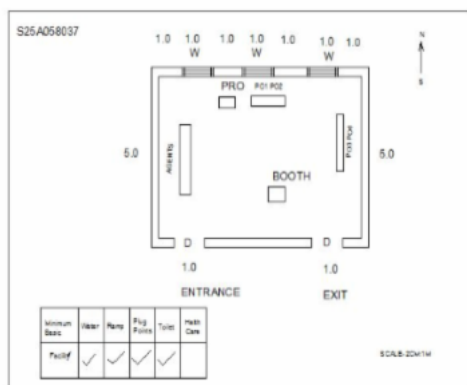 S25A058037
1.0 1.0 1.0 1.0 1.0 1.0 1.0
W W W
N
S
PRO PO1 PO2
AGENTS
PO3 PO4
5.0 5.0
BOOTH
D D
1.0 1.0
ENTRANCE EXIT
Minimum Basic Water Ramp Plug Points Toilet Helth Care
Facility
SCALE-2CM:1M